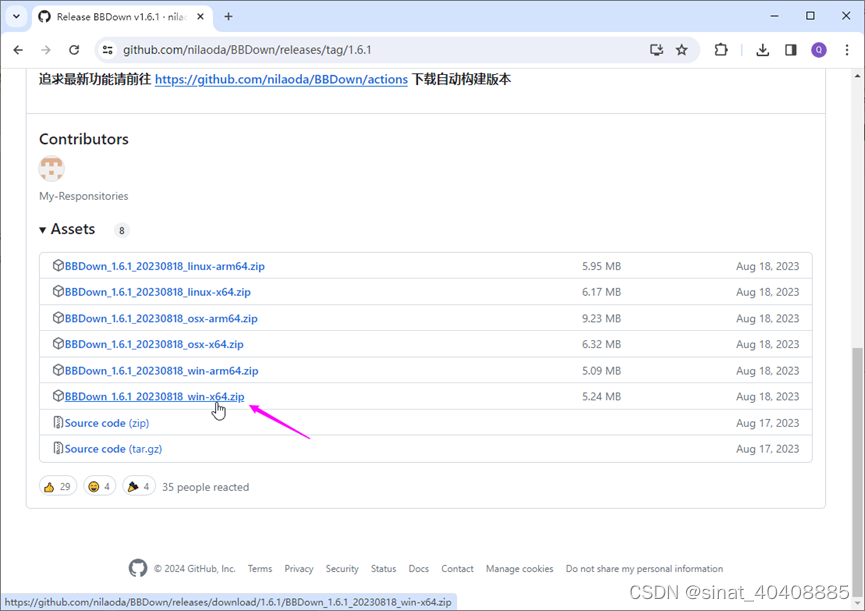 Release BBDown v1.6.1 · nila
github.com/nilaoda/BBDown/releases/tag/1.6.1
Q
追求最新功能请前往 https://github.com/nilaoda/BBDown/actions 下载自动构建版本
Contributors
My-Responsitories
Assets 8
BBDown_1.6.1_20230818_linux-arm64.zip 5.95 MB Aug 18, 2023
BBDown_1.6.1_20230818_linux-x64.zip 6.17 MB Aug 18, 2023
BBDown_1.6.1_20230818_osx-arm64.zip 9.23 MB Aug 18, 2023
BBDown_1.6.1_20230818_osx-x64.zip 6.32 MB Aug 18, 2023
BBDown_1.6.1_20230818_win-arm64.zip 5.09 MB Aug 18, 2023
BBDown_1.6.1_20230818_win-x64.zip 5.24 MB Aug 18, 2023
Source code (zip) Aug 17, 2023
Source code (tar.gz) Aug 17, 2023
29 4 4 35 people reacted
© 2024 GitHub, Inc. Terms Privacy Security Status Docs Contact Manage cookies Do not share my personal information
CSDN @sinat_40408885
https://github.com/nilaoda/BBDown/releases/download/1.6.1/BBDown_1.6.1_20230818_win-x64.zip